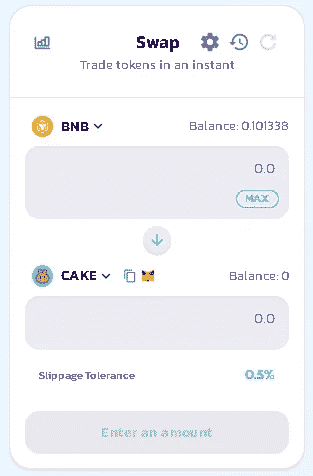 Swap
Trade tokens in an instant
BNB Balance: 0.101338
0.0
MAX
CAKE Balance: 0
0.0
Slippage Tolerance 0.5%
Enter an amount